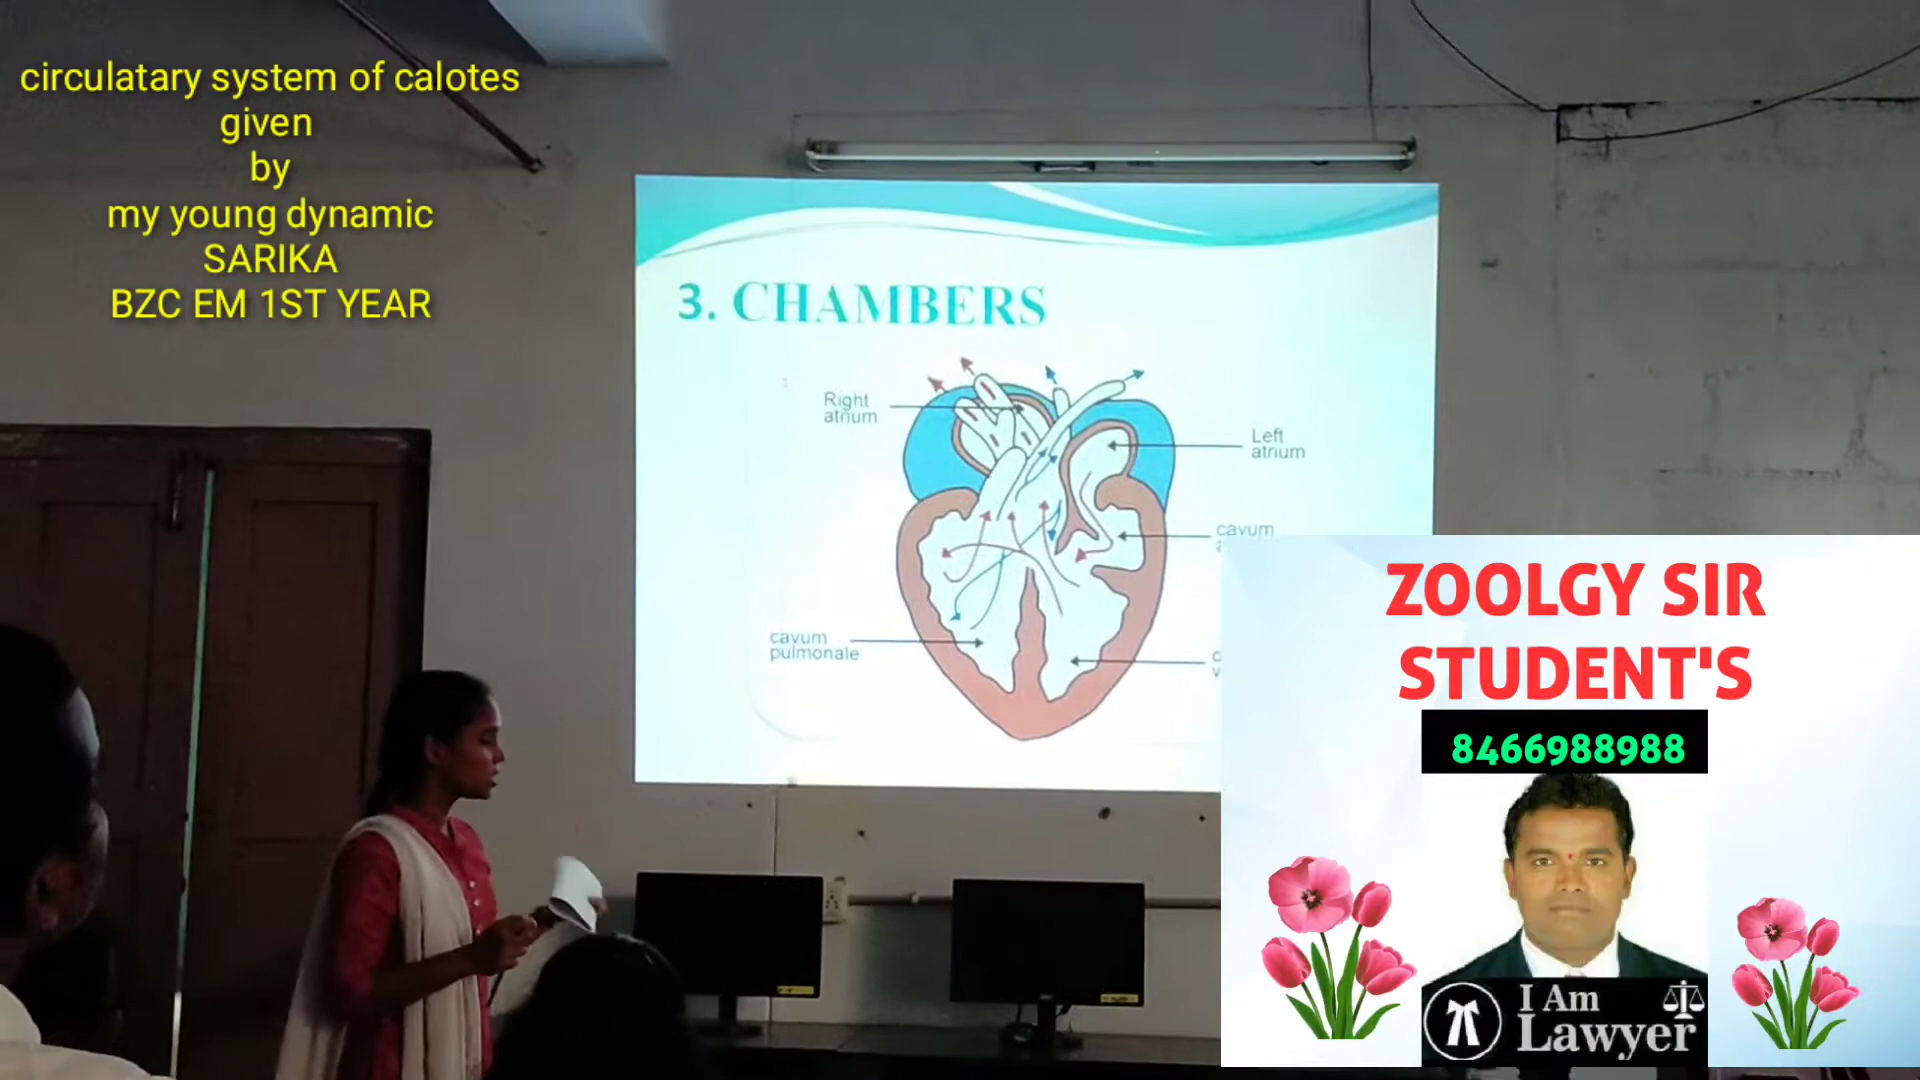 circulatary system of calotes
given
by
my young dynamic
SARIKA
BZC EM 1ST YEAR
3. CHAMBERS
Right
atrium
Left
atrium
cavum
cavum
pulmonale
ZOOLGY SIR
STUDENT'S
8466988988
I Am
Lawyer